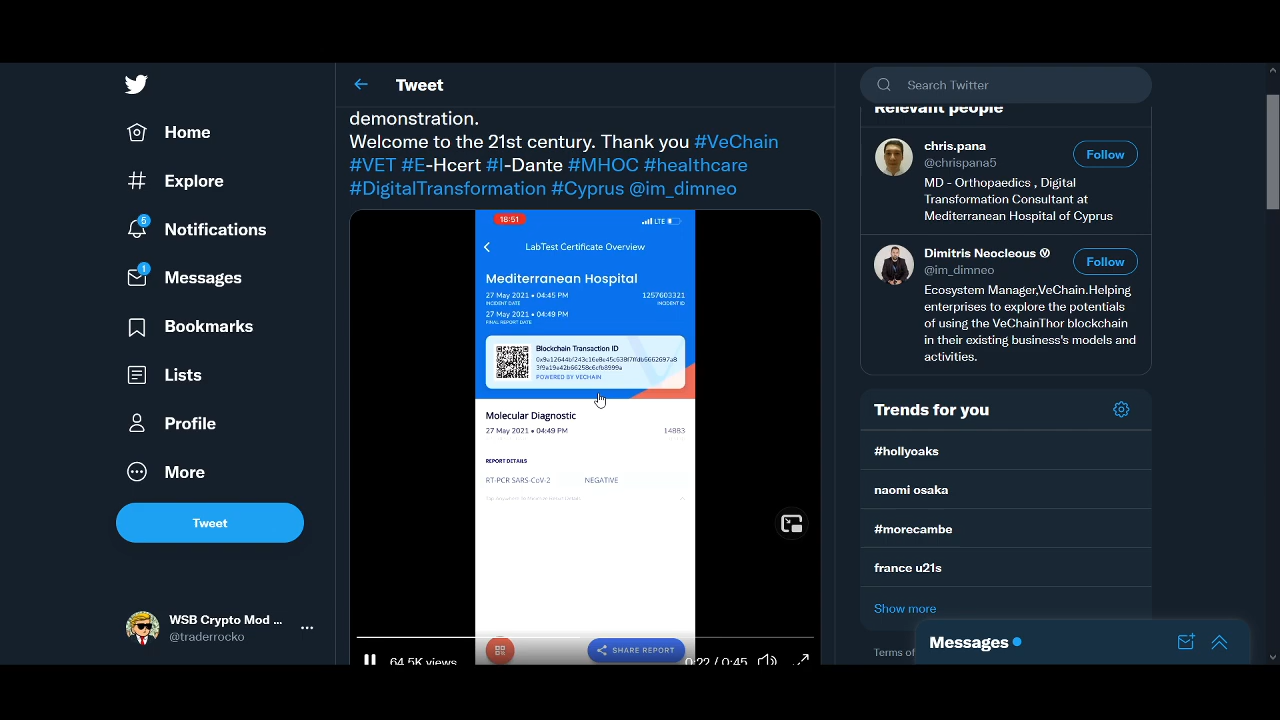 Home
Explore
5
Notifications
1
Messages
Bookmarks
Lists
Profile
More
Tweet
WSB Crypto Mod ...
@traderrocko
Tweet
demonstration.
Welcome to the 21st century. Thank you #VeChain
#VET #E-Hcert #I-Dante #MHOC #healthcare
#DigitalTransformation #Cyprus @im_dimneo
18:51
LTE
LabTest Certificate Overview
Mediterranean Hospital
27 May 2021 • 04:45 PM 1257603321
INCIDENT DATE INCIDENT ID
27 May 2021 • 04:49 PM
FINAL REPORT DATE
Blockchain Transaction ID
POWERED BY VECHAIN
Molecular Diagnostic
27 May 2021 • 04:49 PM 14883
REPORT DETAILS
RT-PCR SARS-CoV-2 NEGATIVE
SHARE REPORT
64.5K views
0:22 / 0:45
Search Twitter
Relevant people
chris.pana
@chrispana5
Follow
MD - Orthopaedics , Digital
Transformation Consultant at
Mediterranean Hospital of
Cyprus
Dimitris Neocleous
@im_dimneo
Follow
Ecosystem Manager,VeChain.Helping
enterprises to explore the potentials
of using the VeChainThor blockchain
in their existing business's models and
activities.
Trends for you
#hollyoaks
naomi osaka
#morecambe
france u21s
Show more
Terms of
Messages